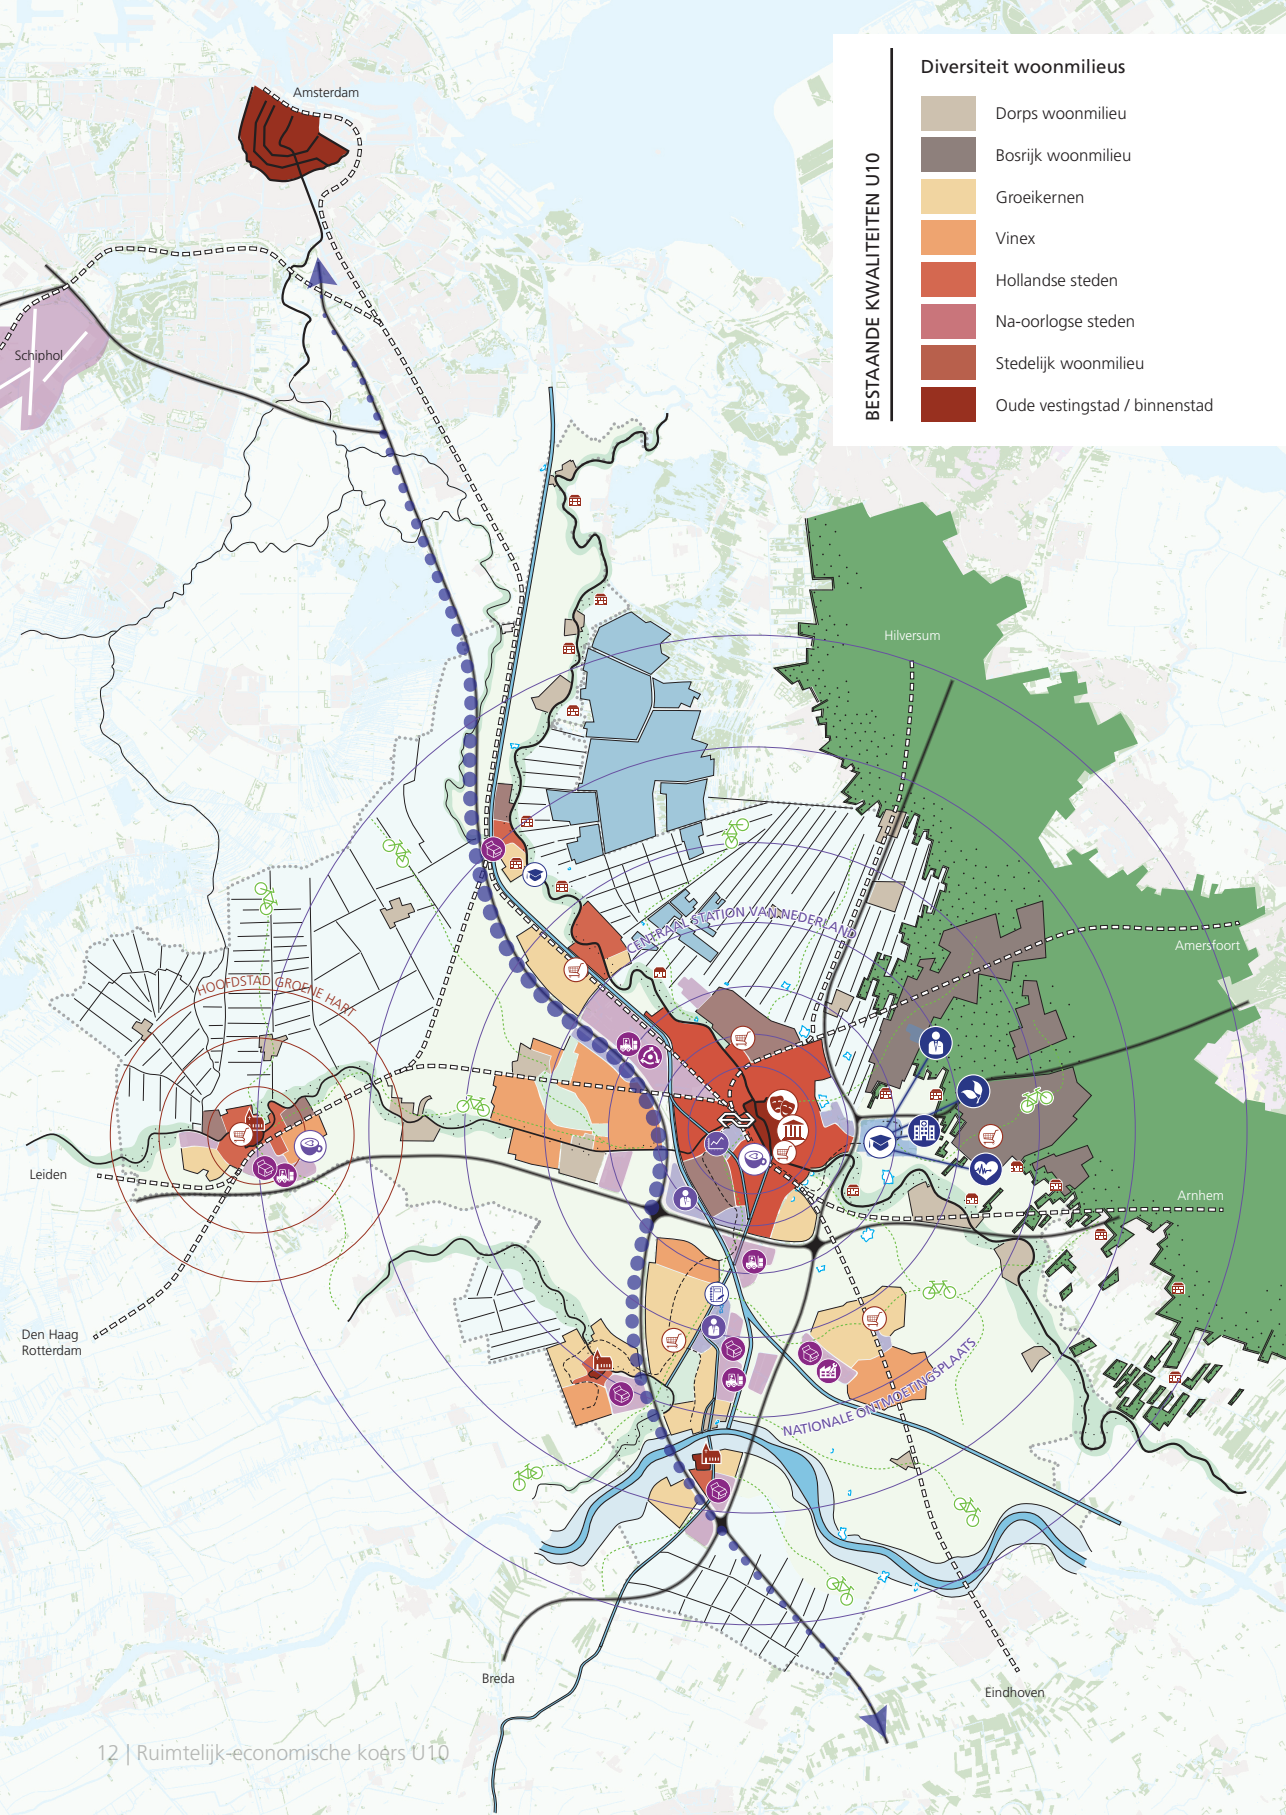 Diversiteit woonmilieus
BESTAANDE KWALITEITEN U10
Dorps woonmilieu
Bosrijk woonmilieu
Groeikernen
Vinex
Hollandse steden
Na-oorlogse steden
Stedelijk woonmilieu
Oude vestingstad / binnenstad
Amsterdam
Schiphol
Hilversum
CENTRAAL STATION VAN NEDERLAND
Amersfoort
HOOFDSTAD GROENE HART
Leiden
Arnhem
Den Haag
Rotterdam
NATIONALE ONTMOETINGSPLAATS
Breda
Eindhoven
12 | Ruimtelijk-economische koers U10